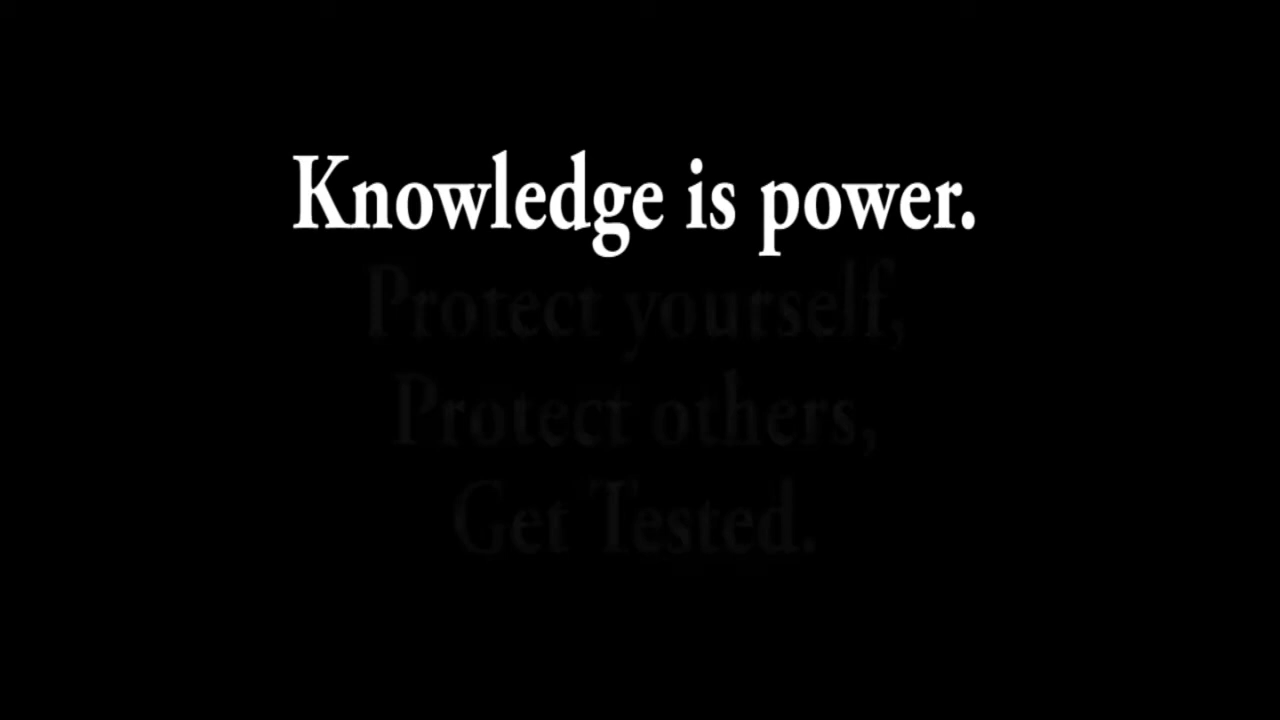 Knowledge is power.
Protect yourself,
Protect others,
Get Tested.